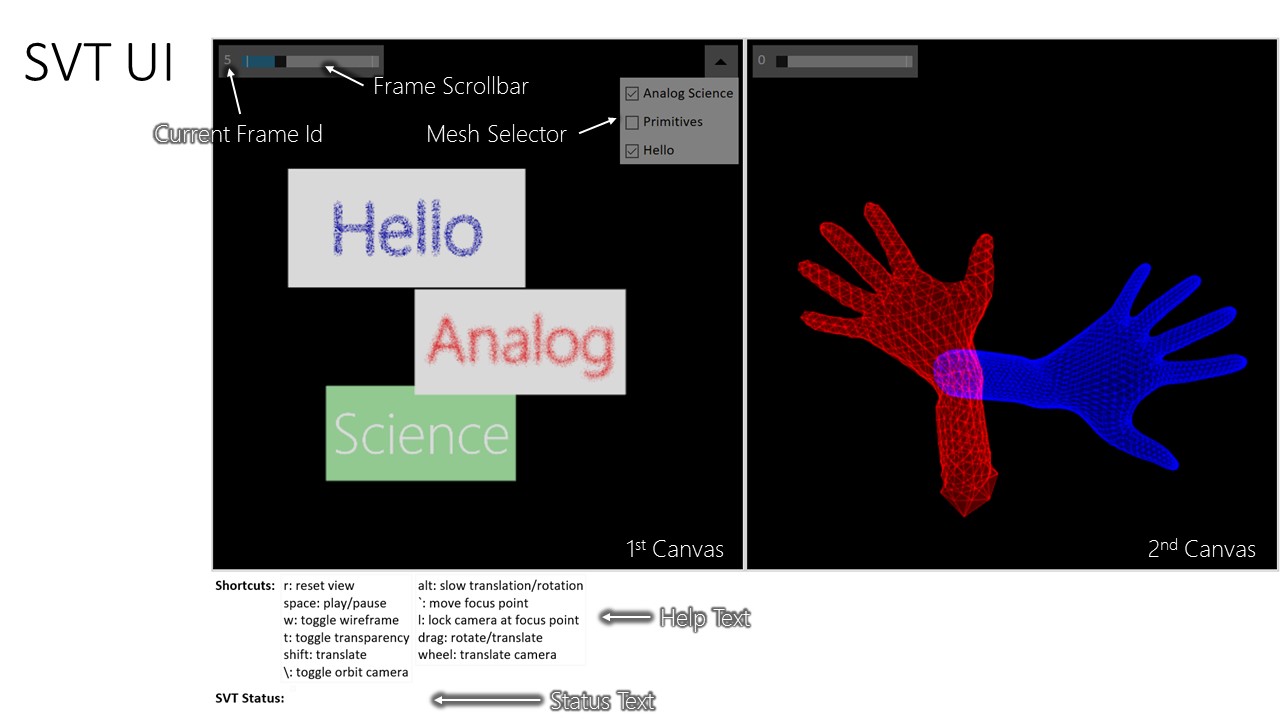 SVT UI
5
Frame Scrollbar
Current Frame Id
Mesh Selector
Analog Science
Primitives
Hello
Hello
Analog
Science
1st Canvas
0
2nd Canvas
Shortcuts:
r: reset view
space: play/pause
w: toggle wireframe
t: toggle transparency
shift: translate
\: toggle orbit camera
alt: slow translation/rotation
`: move focus point
l: lock camera at focus point
drag: rotate/translate
wheel: translate camera
Help Text
SVT Status:
Status Text